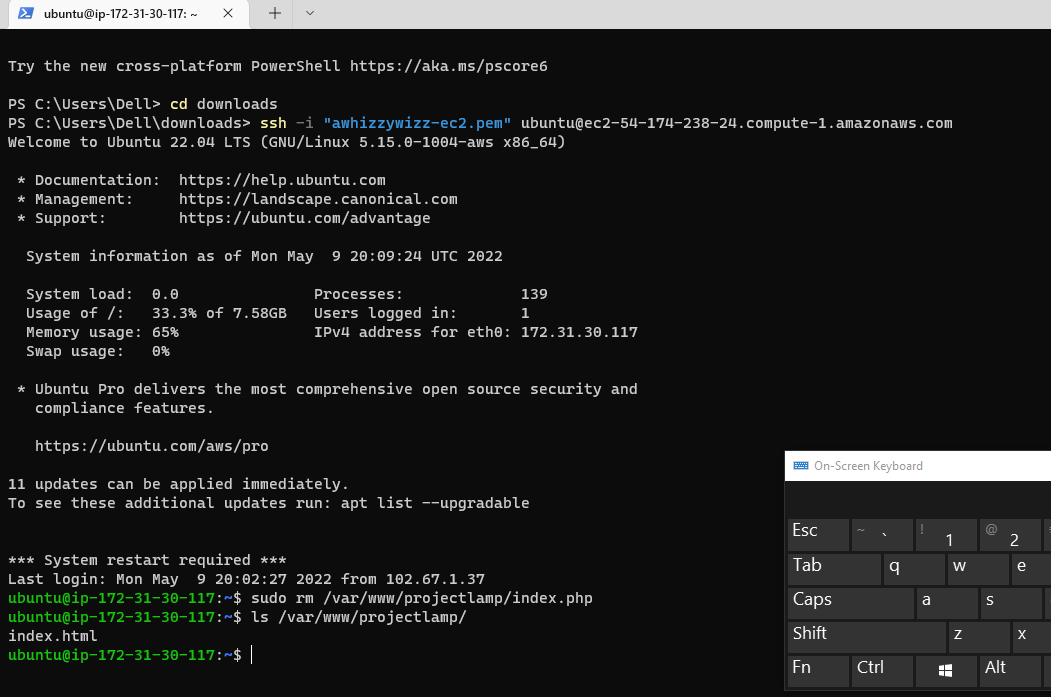 ubuntu@ip-172-31-30-117: ~
Try the new cross-platform PowerShell https://aka.ms/pscore6
PS C:\Users\Dell> cd downloads
PS C:\Users\Dell\downloads> ssh -i "awhizzywizz-ec2.pem" ubuntu@ec2-54-174-238-24.compute-1.amazonaws.com
Welcome to Ubuntu 22.04 LTS (GNU/Linux 5.15.0-1004-aws x86_64)
* Documentation:  https://help.ubuntu.com
* Management:     https://landscape.canonical.com
* Support:        https://ubuntu.com/advantage
System information as of Mon May  9 20:09:24 UTC 2022
System load:  0.0               Processes:             139
Usage of /:   33.3% of 7.58GB   Users logged in:       1
Memory usage: 65%               IPv4 address for eth0: 172.31.30.117
Swap usage:   0%
* Ubuntu Pro delivers the most comprehensive open source security and
compliance features.
https://ubuntu.com/aws/pro
11 updates can be applied immediately.
To see these additional updates run: apt list --upgradable
*** System restart required ***
Last login: Mon May  9 20:02:27 2022 from 102.67.1.37
ubuntu@ip-172-31-30-117:~$ sudo rm /var/www/projectlamp/index.php
ubuntu@ip-172-31-30-117:~$ ls /var/www/projectlamp/
index.html
ubuntu@ip-172-31-30-117:~$
On-Screen Keyboard
Esc ~ ` ! 1 @ 2
Tab q w e
Caps a s
Shift z x
Fn Ctrl Alt